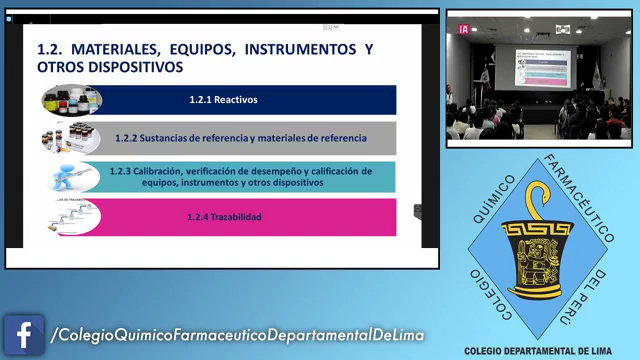 1.2. MATERIALES, EQUIPOS, INSTRUMENTOS Y
OTROS DISPOSITIVOS
1.2.1 Reactivos
1.2.2 Sustancias de referencia y materiales de referencia
1.2.3 Calibración, verificación de desempeño y calificación de
equipos, instrumentos y otros dispositivos
1.2.4 Trazabilidad
IA
QUÍMICO
FARMACÉUTICO
COLEGIO
DEL PERÚ
COLEGIO DEPARTAMENTAL DE LIMA
f
/ColegioQuimicoFarmaceuticoDepartamentalDeLima